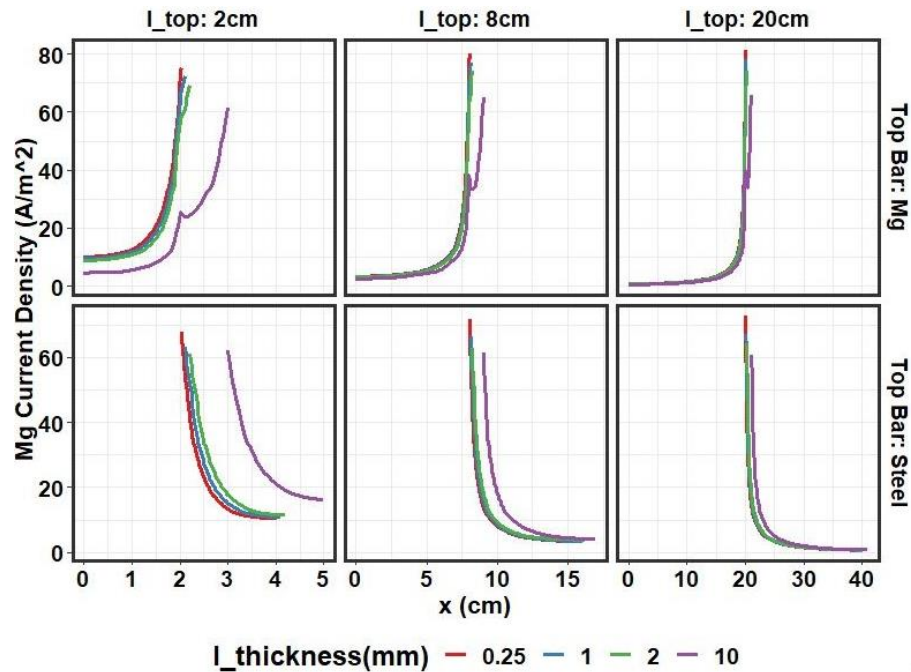 l_top: 2cm
l_top: 8cm
l_top: 20cm
Mg Current Density (A/m^2)
80
60
40
20
0
Top Bar: Mg
60
40
20
0
Top Bar: Steel
0 1 2 3 4 5
0 5 10 15
0 10 20 30 40
x (cm)
l_thickness(mm) 0.25 1 2 10